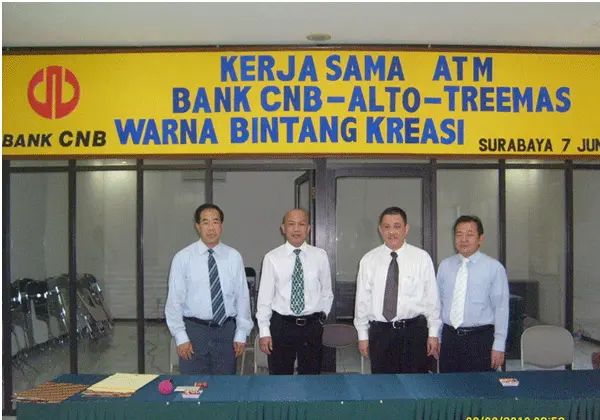 KERJA SAMA ATM
BANK CNB-ALTO-TREEMAS
BANK CNB
WARNA BINTANG KREASI
SURABAYA 7 JUN